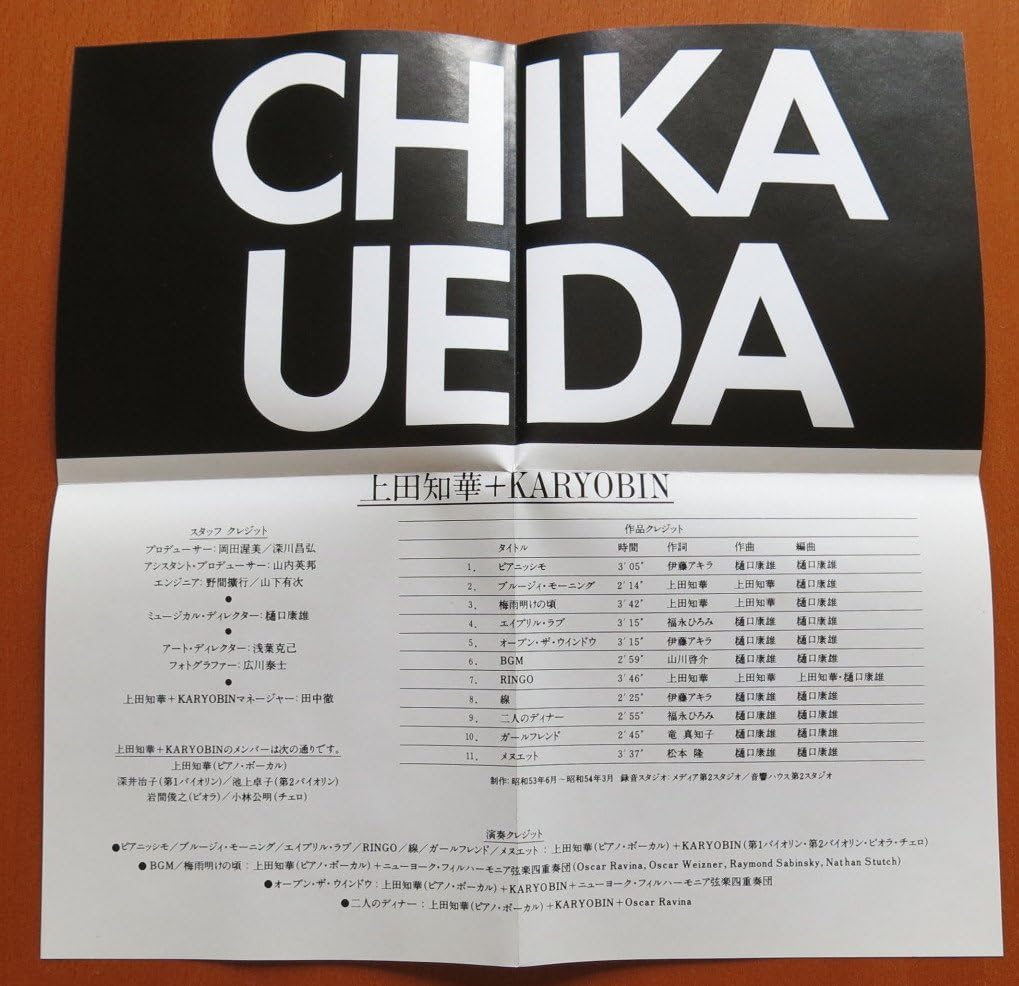 CHIKA
UEDA
上田知華+KARYOBIN
スタッフ クレジット
プロデューサー:岡田渥美/深川昌弘
アシスタント・プロデューサー:山内英邦
エンジニア:野間擴行/山下有次
●
ミュージカル・ディレクター:樋口康雄
●
アート・ディレクター:浅葉克己
フォトグラファー:広川泰士
●
上田知華+KARYOBINマネージャー:田中徹
上田知華+KARYOBINのメンバーは次の通りです。
上田知華(ピアノ・ボーカル)
深井治子(第1バイオリン)/池上卓子(第2バイオリン)
岩間俊之(ビオラ)/小林公明(チェロ)
作品クレジット
タイトル 時間 作詞 作曲 編曲
1. ピアニッシモ 3′05″ 伊藤アキラ 樋口康雄 樋口康雄
2. ブルージィ・モーニング 2′14″ 上田知華 上田知華 樋口康雄
3. 梅雨明けの頃 3′42″ 上田知華 上田知華 樋口康雄
4. エイプリル・ラブ 3′15″ 福永ひろみ 樋口康雄 樋口康雄
5. オープン・ザ・ウインドウ 3′15″ 伊藤アキラ 樋口康雄 樋口康雄
6. BGM 2′59″ 山川啓介 樋口康雄 樋口康雄
7. RINGO 3′46″ 上田知華 上田知華 上田知華・樋口康雄
8. 線 2′25″ 伊藤アキラ 樋口康雄 樋口康雄
9. 二人のディナー 2′55″ 福永ひろみ 樋口康雄 樋口康雄
10. ガールフレンド 2′45″ 竜 真知子 樋口康雄 樋口康雄
11. メヌエット 3′37″ 松本 隆 樋口康雄 樋口康雄
制作:昭和53年6月~昭和54年3月 録音スタジオ:メディア第2スタジオ/音響ハウス第2スタジオ
演奏クレジット
●ピアニッシモ/ブルージィ・モーニング/エイプリル・ラブ/RINGO/線/ガールフレンド/メヌエット:上田知華(ピアノ・ボーカル)+KARYOBIN(第1バイオリン・第2バイオリン・ビオラ・チェロ)
●BGM/梅雨明けの頃:上田知華(ピアノ・ボーカル)+ニューヨーク・フィルハーモニア弦楽四重奏団(Oscar Ravina, Oscar Weizner, Raymond Sabinsky, Nathan Stutch)
●オープン・ザ・ウインドウ:上田知華(ピアノ・ボーカル)+KARYOBIN+ニューヨーク・フィルハーモニア弦楽四重奏団
●二人のディナー:上田知華(ピアノ・ボーカル)+KARYOBIN+Oscar Ravina